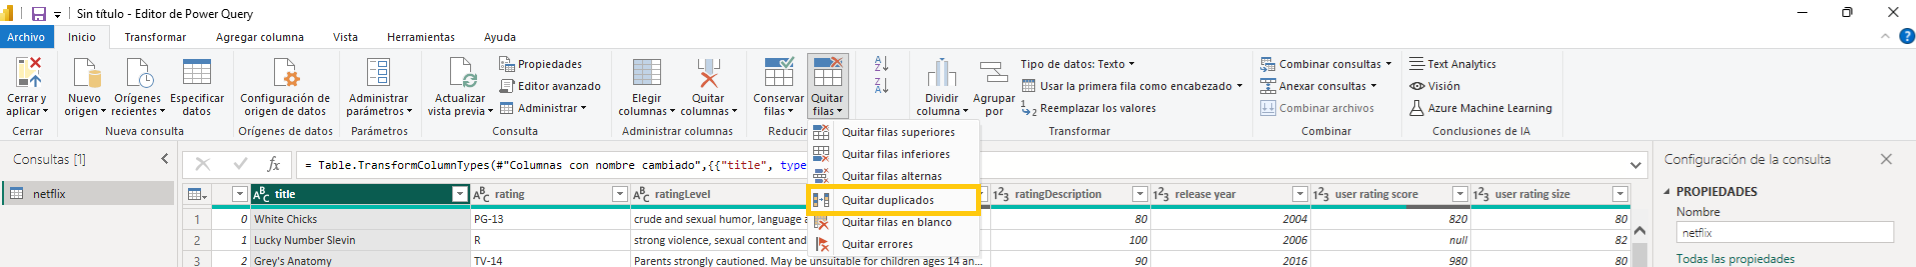 Sin título - Editor de Power Query
Archivo Inicio Transformar Agregar columna Vista Herramientas Ayuda
Cerrar y aplicar
Cerrar
Nuevo origen
Orígenes recientes
Especificar datos
Nueva consulta
Configuración de origen de datos
Orígenes de datos
Administrar parámetros
Parámetros
Actualizar vista previa
Propiedades
Editor avanzado
Administrar
Consulta
Elegir columnas
Quitar columnas
Administrar columnas
Conservar filas
Quitar filas
Reducir
Dividir columna
Agrupar por
Tipo de datos: Texto
Usar la primera fila como encabezado
Reemplazar los valores
Transformar
Combinar consultas
Anexar consultas
Combinar archivos
Combinar
Text Analytics
Visión
Azure Machine Learning
Conclusiones de IA
Quitar filas superiores
Quitar filas inferiores
Quitar filas alternas
Quitar duplicados
Quitar filas en blanco
Quitar errores
Consultas [1]
netflix
fx = Table.TransformColumnTypes(#"Columnas con nombre cambiado",{{"title", type
title rating ratingLevel ratingDescription release year user rating score user rating size
1 0 White Chicks PG-13 crude and sexual humor, language 80 2004 820 80
2 1 Lucky Number Slevin R strong violence, sexual content and 100 2006 null 82
3 2 Grey's Anatomy TV-14 Parents strongly cautioned. May be unsuitable for children ages 14 an... 90 2016 980 80
Configuración de la consulta
PROPIEDADES
Nombre
netflix
Todas las propiedades